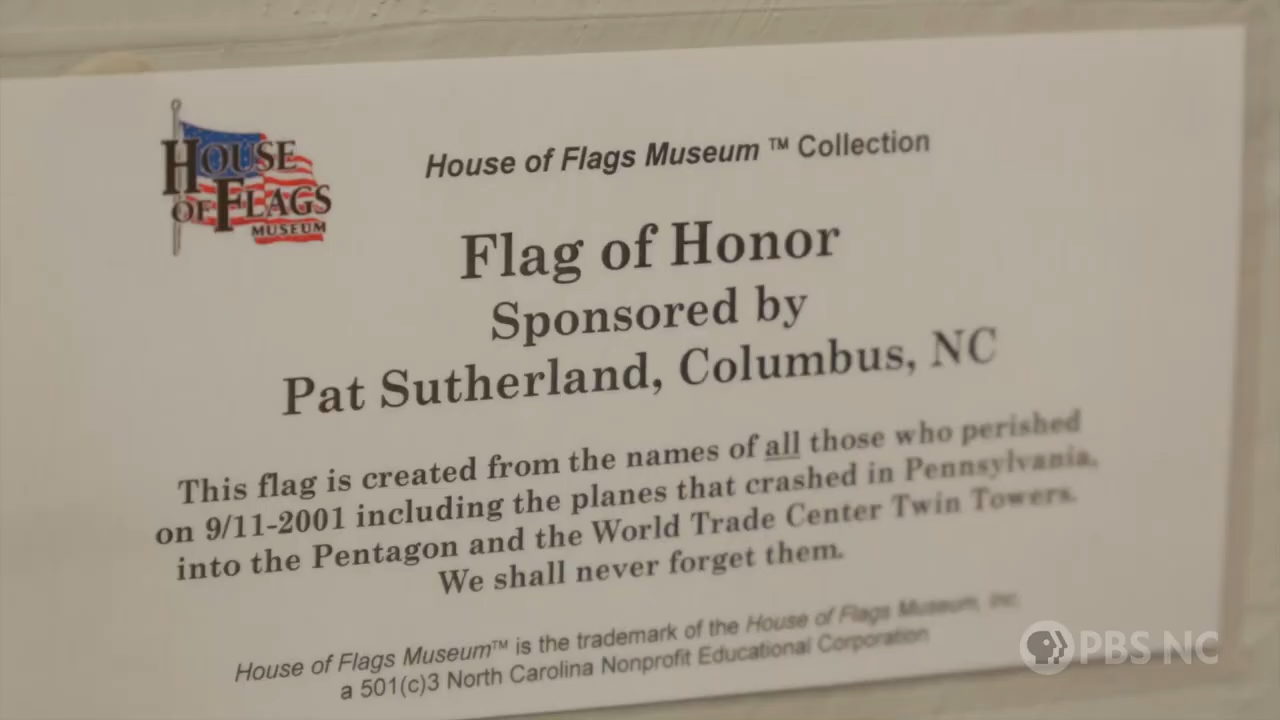 HOUSE
OF FLAGS
MUSEUM
House of Flags Museum ™ Collection
Flag of Honor
Sponsored by
Pat Sutherland, Columbus, NC
This flag is created from the names of all those who perished
on 9/11-2001 including the planes that crashed in Pennsylvania,
into the Pentagon and the World Trade Center Twin Towers.
We shall never forget them.
House of Flags Museum™ is the trademark of the House of Flags Museum, Inc.
a 501(c)3 North Carolina Nonprofit Educational Corporation
PBS NC